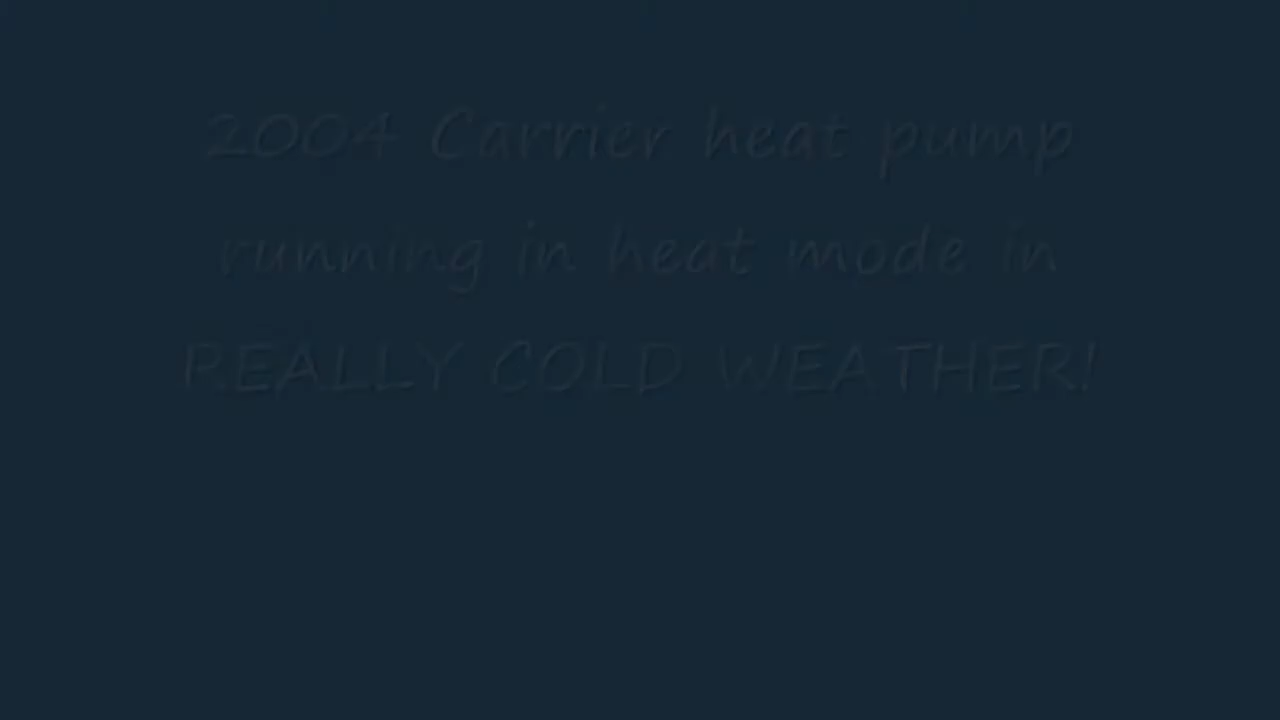 2004 Carrier heat pump
running in heat mode in
REALLY COLD WEATHER!